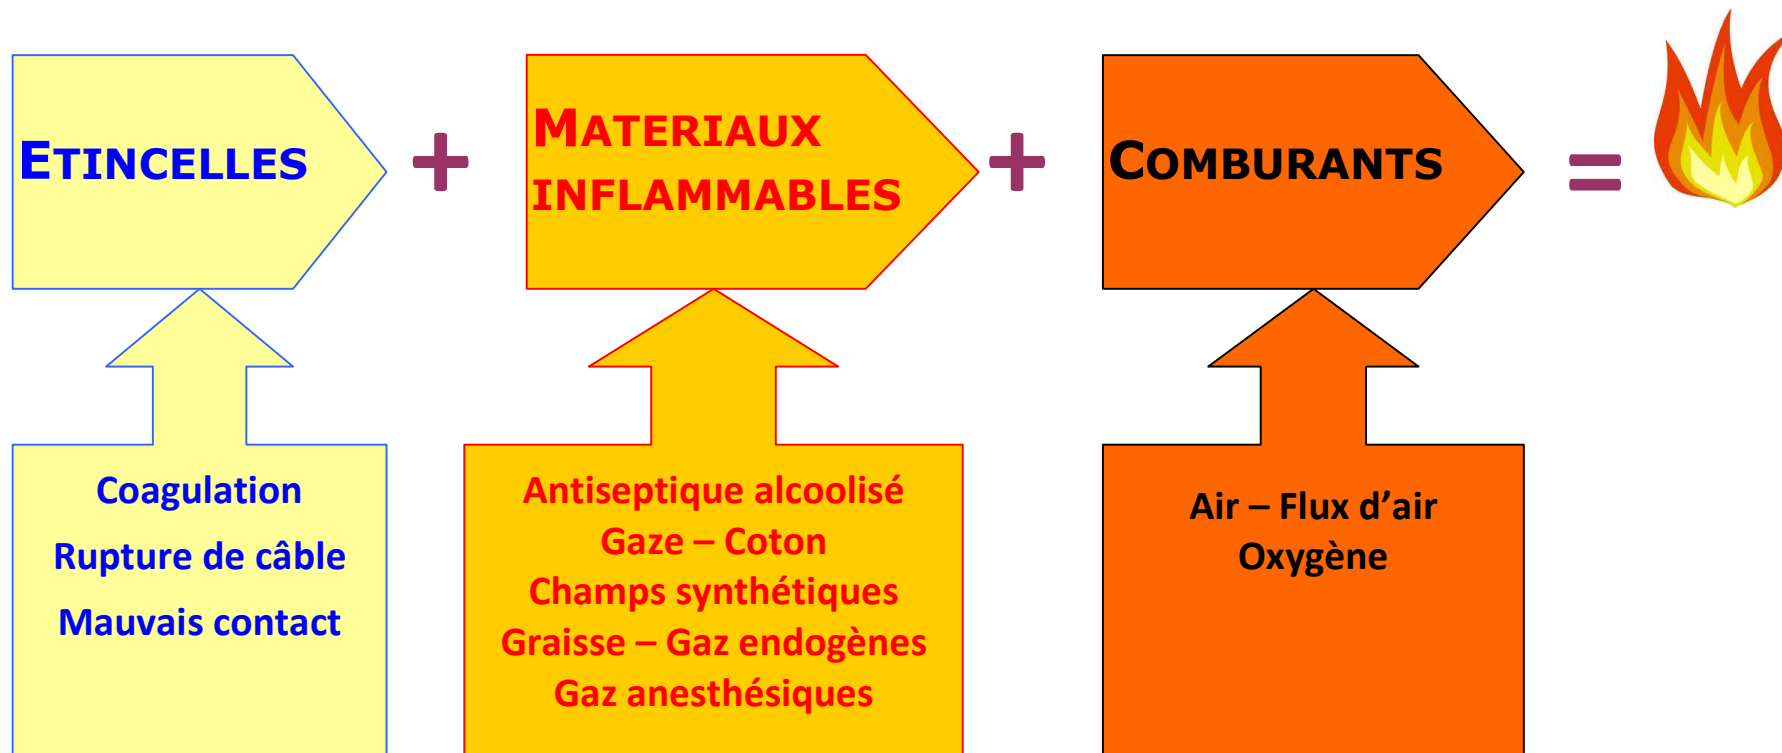 ETINCELLES
+
MATERIAUX
INFLAMMABLES
+
COMBURANTS
=
Coagulation
Rupture de câble
Mauvais contact
Antiseptique alcoolisé
Gaze – Coton
Champs synthétiques
Graisse – Gaz endogènes
Gaz anesthésiques
Air – Flux d’air
Oxygène